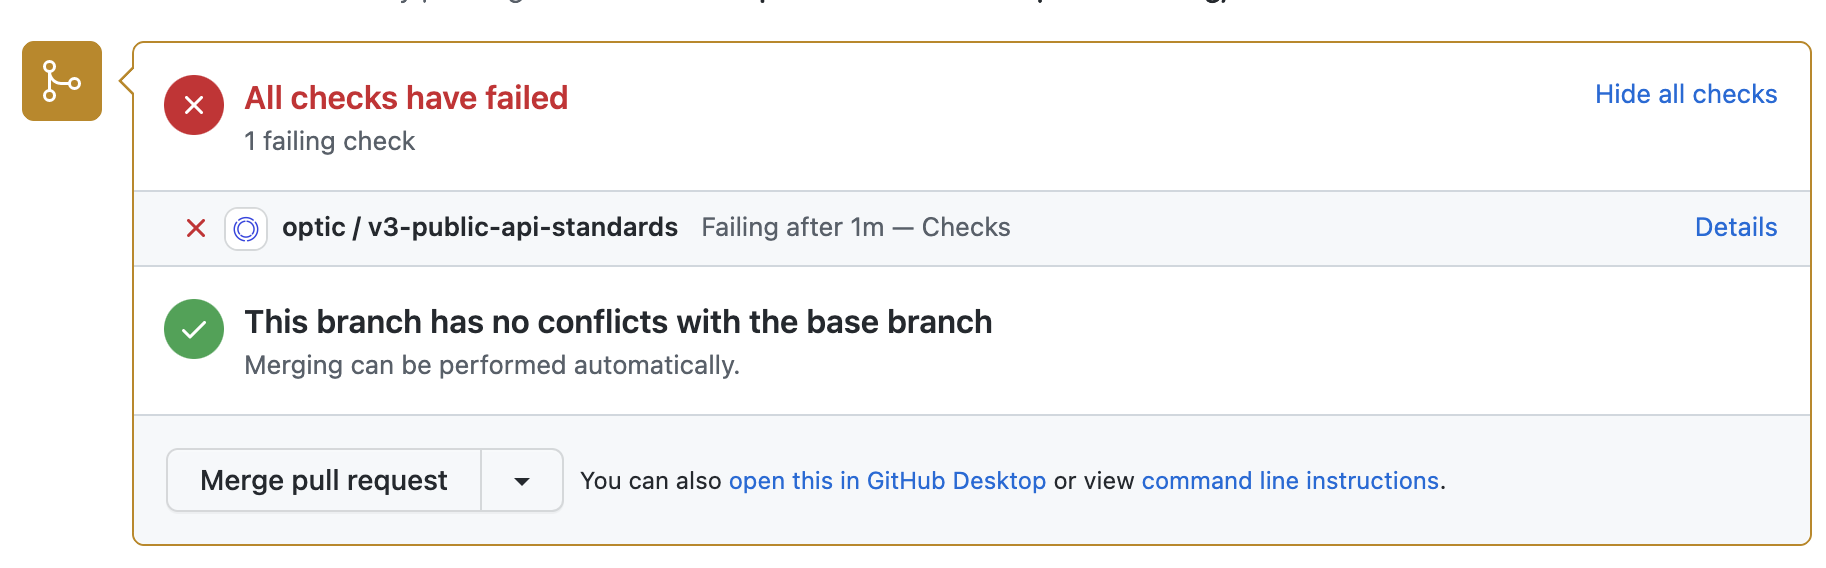 All checks have failed
Hide all checks
1 failing check
optic / v3-public-api-standards Failing after 1m — Checks
Details
This branch has no conflicts with the base branch
Merging can be performed automatically.
Merge pull request
You can also open this in GitHub Desktop or view command line instructions.